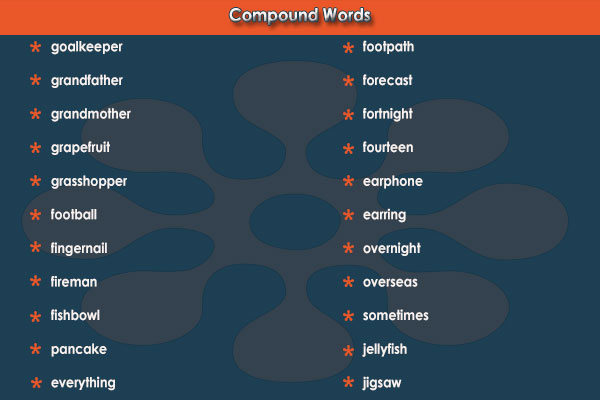 Compound Words
goalkeeper
grandfather
grandmother
grapefruit
grasshopper
football
fingernail
fireman
fishbowl
pancake
everything
footpath
forecast
fortnight
fourteen
earphone
earring
overnight
overseas
sometimes
jellyfish
jigsaw